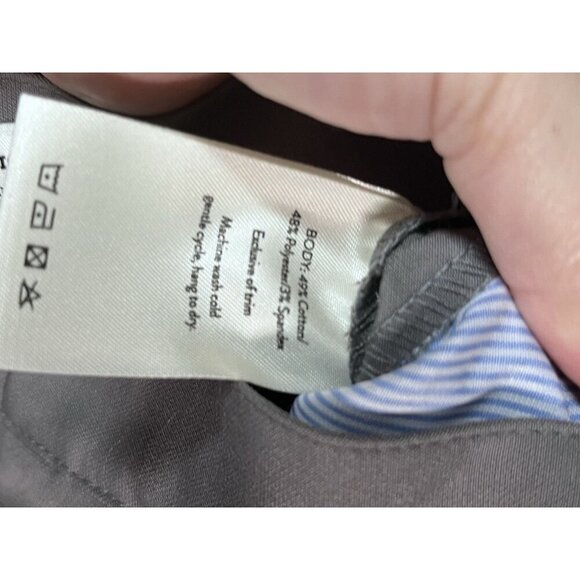 BODY: 49% Cotton/
48% Polyester/3% Spandex
Exclusive of trim
Machine wash cold
gentle cycle, hang to dry.